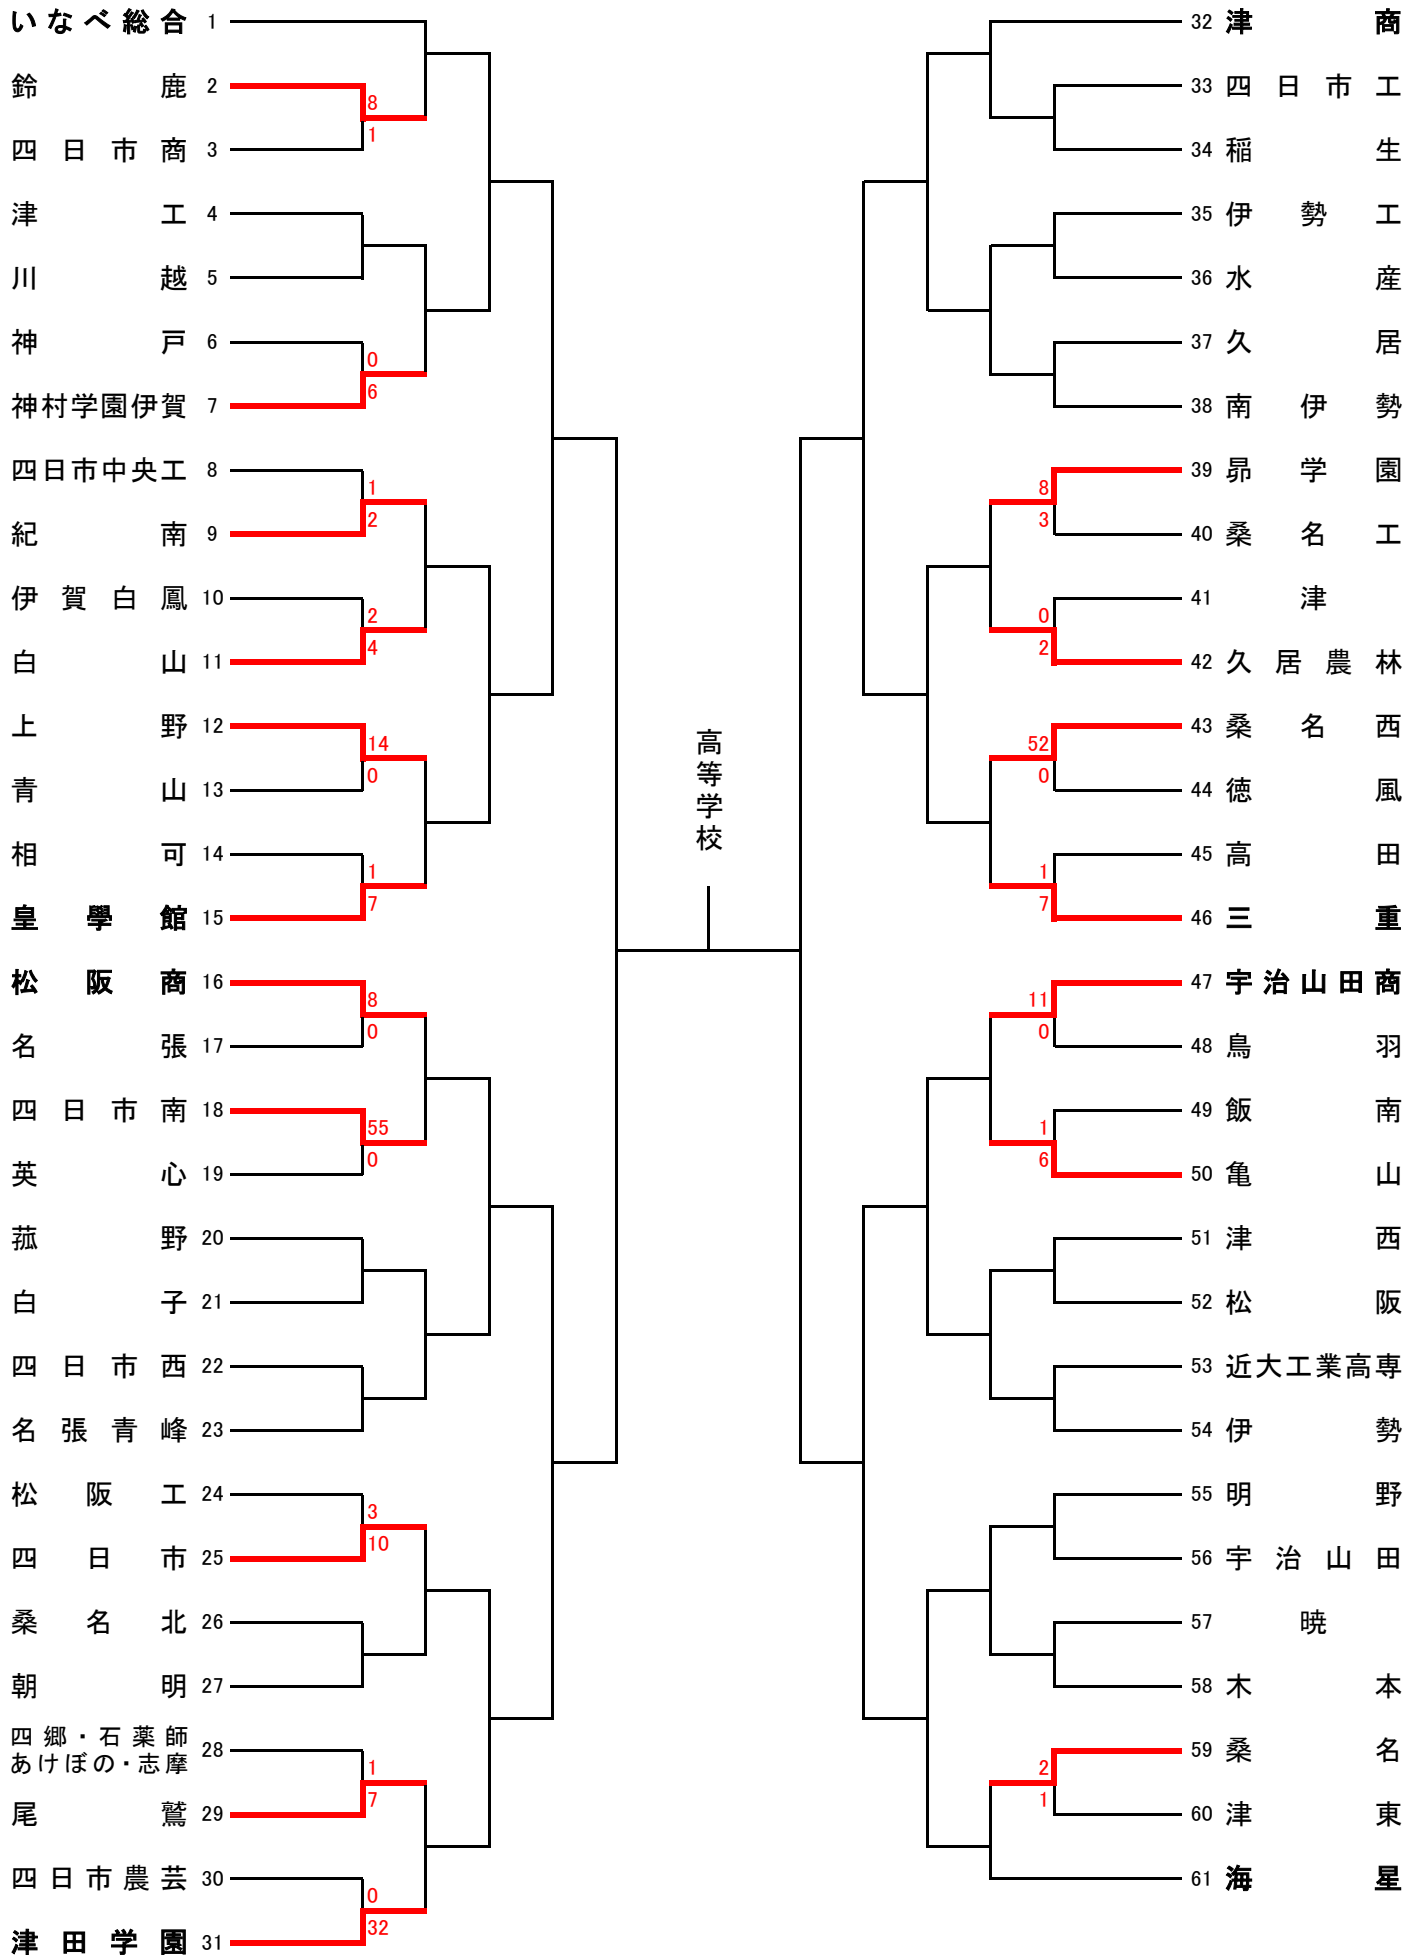 いなべ総合 1
鈴鹿 2
8
1
四日市商 3
津工 4
川越 5
神戸 6
0
6
神村学園伊賀 7
四日市中央工 8
1
2
紀南 9
伊賀白鳳 10
2
4
白山 11
上野 12
14
0
青山 13
相可 14
1
7
皇學館 15
松阪商 16
8
0
名張 17
四日市南 18
55
0
英心 19
菰野 20
白子 21
四日市西 22
名張青峰 23
松阪工 24
3
10
四日市 25
桑名北 26
朝明 27
四郷・石薬師
あけぼの・志摩 28
1
7
尾鷲 29
四日市農芸 30
0
32
津田学園 31
高等学校
32 津商
33 四日市工
34 稲生
35 伊勢工
36 水産
37 久居
38 南伊勢
39 昴学園
8
3
40 桑名工
41 津
0
2
42 久居農林
43 桑名西
52
0
44 徳風
45 高田
1
7
46 三重
47 宇治山田商
11
0
48 鳥羽
49 飯南
1
6
50 亀山
51 津西
52 松阪
53 近大工業高専
54 伊勢
55 明野
56 宇治山田
57 暁
58 木本
59 桑名
2
1
60 津東
61 海星